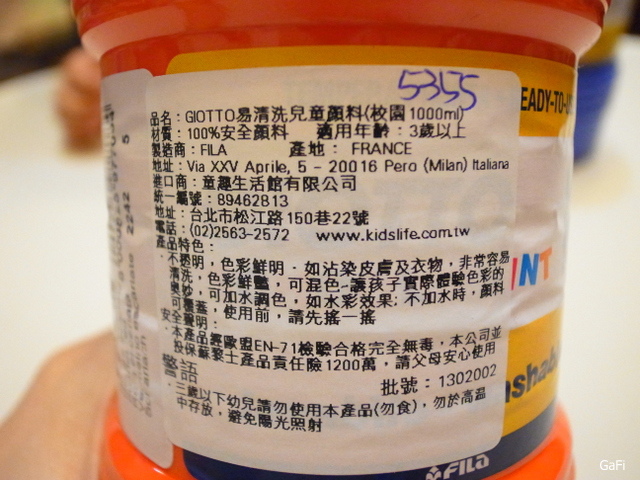 5355
品名：GIOTTO易清洗兒童顏料(校園1000ml)
材質：100%安全顏料 適用年齡：3歲以上
製造商：FILA 產地：FRANCE
地址：Via XXV Aprile, 5 - 20016 Pero (Milan) Italiana
進口商：童趣生活館有限公司
統一編號：89462813
地址：台北市松江路150巷22號
電話：(02)2563-2572 www.kidslife.com.tw
產品特色：
不透明，色彩鮮明．如沾染皮膚及衣物，非常容易
清洗，色彩鮮豔，可混色-讓孩子實際體驗色彩的
奧妙，可加水調色，如水彩效果; 不加水時，顏料
可覆蓋，使用前，請先搖一搖
安全聲明：
本產品經歐盟EN-71檢驗合格完全無毒，本公司並
投保蘇黎士產品責任險1200萬，請父母安心使用
警語 批號：1302002
三歲以下幼兒請勿使用本產品(勿食)，勿於高溫
中存放，避免陽光照射
EADY-TO-U
INT
ashab
FILA
GaFi